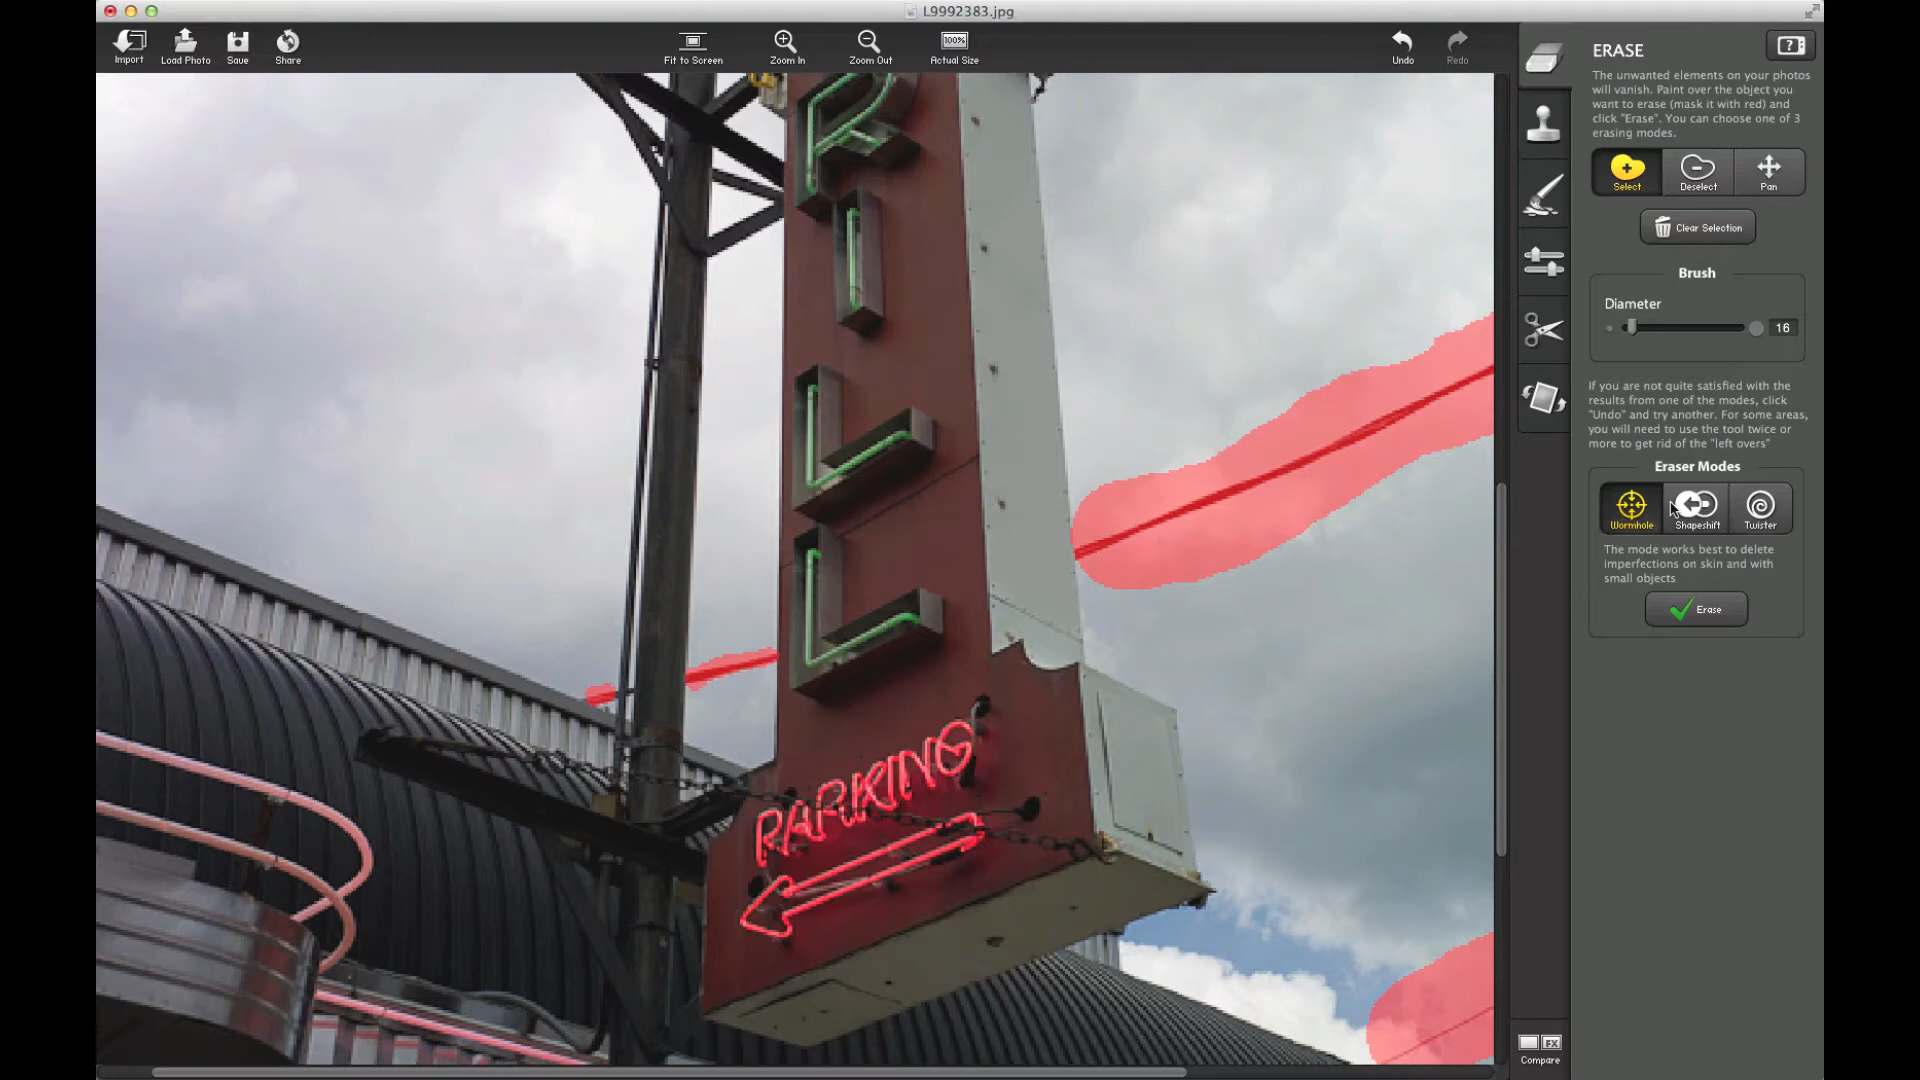 L9992383.jpg
Import
Load Photo
Save
Share
Fit to Screen
Zoom In
Zoom Out
100%
Actual Size
Undo
Redo
ERASE
?
The unwanted elements on your photos
will vanish. Paint over the object you
want to erase (mask it with red) and
click "Erase". You can choose one of 3
erasing modes.
Select
Deselect
Pan
Clear Selection
Brush
Diameter
16
If you are not quite satisfied with the
results from one of the modes, click
"Undo" and try another. For some areas,
you will need to use the tool twice or
more to get rid of the "left overs"
Eraser Modes
Wormhole
Shapeshift
Twister
The mode works best to delete
imperfections on skin and with
small objects
Erase
R
I
L
L
PARKING
FX
Compare